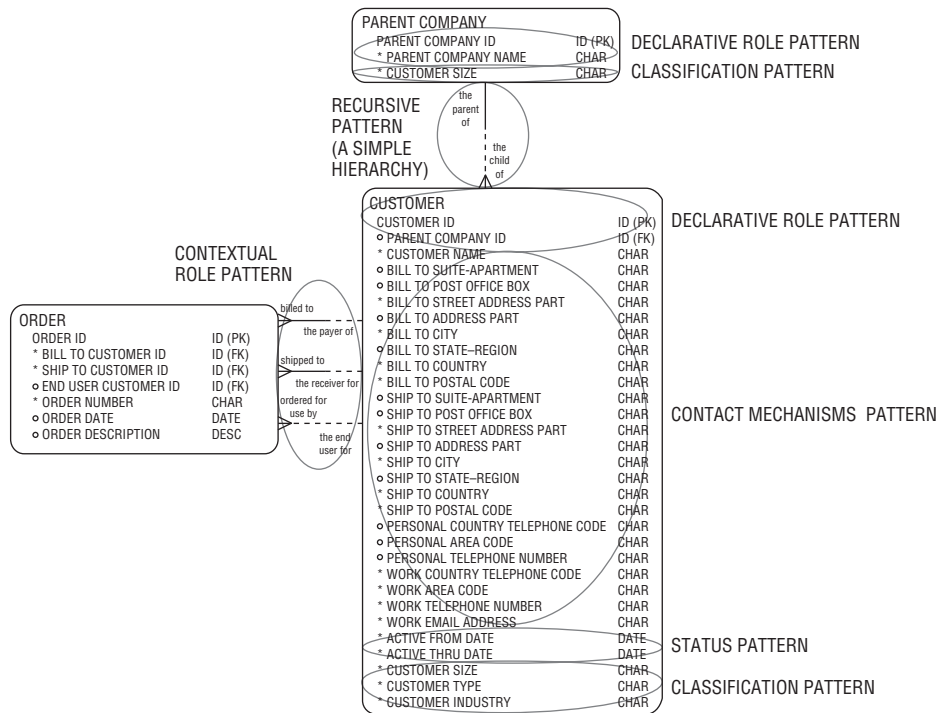 PARENT COMPANY
PARENT COMPANY ID ID (PK)
* PARENT COMPANY NAME CHAR
* CUSTOMER SIZE CHAR
DECLARATIVE ROLE PATTERN
CLASSIFICATION PATTERN
RECURSIVE
PATTERN
(A SIMPLE
HIERARCHY)
the
parent
of
the
child
of
CUSTOMER
CUSTOMER ID ID (PK)
o PARENT COMPANY ID ID (FK)
* CUSTOMER NAME CHAR
o BILL TO SUITE-APARTMENT CHAR
o BILL TO POST OFFICE BOX CHAR
* BILL TO STREET ADDRESS PART CHAR
o BILL TO ADDRESS PART CHAR
* BILL TO CITY CHAR
o BILL TO STATE–REGION CHAR
* BILL TO COUNTRY CHAR
* BILL TO POSTAL CODE CHAR
o SHIP TO SUITE-APARTMENT CHAR
o SHIP TO POST OFFICE BOX CHAR
* SHIP TO STREET ADDRESS PART CHAR
o SHIP TO ADDRESS PART CHAR
* SHIP TO CITY CHAR
o SHIP TO STATE–REGION CHAR
* SHIP TO COUNTRY CHAR
* SHIP TO POSTAL CODE CHAR
o PERSONAL COUNTRY TELEPHONE CODE CHAR
o PERSONAL AREA CODE CHAR
o PERSONAL TELEPHONE NUMBER CHAR
* WORK COUNTRY TELEPHONE CODE CHAR
* WORK AREA CODE CHAR
* WORK TELEPHONE NUMBER CHAR
* WORK EMAIL ADDRESS CHAR
* ACTIVE FROM DATE DATE
* ACTIVE THRU DATE DATE
* CUSTOMER SIZE CHAR
* CUSTOMER TYPE CHAR
* CUSTOMER INDUSTRY CHAR
DECLARATIVE ROLE PATTERN
CONTACT MECHANISMS PATTERN
STATUS PATTERN
CLASSIFICATION PATTERN
CONTEXTUAL
ROLE PATTERN
billed to
the payer of
shipped to
the receiver for
ordered for
use by
the end
user for
ORDER
ORDER ID ID (PK)
* BILL TO CUSTOMER ID ID (FK)
* SHIP TO CUSTOMER ID ID (FK)
o END USER CUSTOMER ID ID (FK)
* ORDER NUMBER CHAR
o ORDER DATE DATE
o ORDER DESCRIPTION DESC